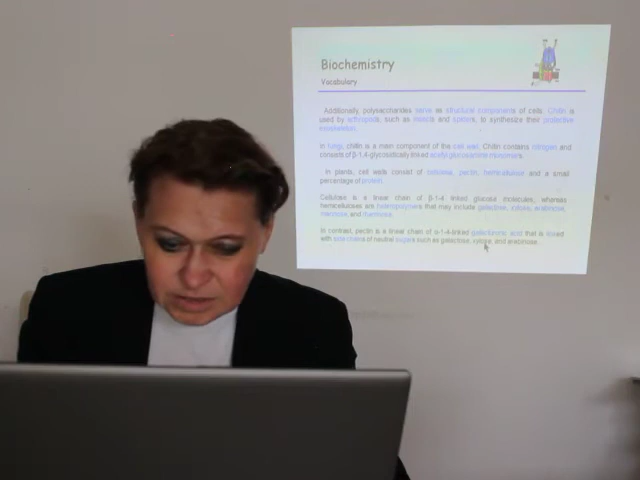 Biochemistry
Vocabulary
Additionally, polysaccharides serve as structural components of cells. Chitin is
used by arthropods, such as insects and spiders, to synthesize their protective
exoskeleton.
In fungi, chitin is a main component of the cell wall. Chitin contains nitrogen and
consists of β-1,4-glycosidically linked acetylglucosamine monomers.
In plants, cell walls consist of cellulose, pectin, hemicellulose and a small
percentage of protein.
Cellulose is a linear chain of β-1,4 linked glucose molecules, whereas
hemicelluloses are heteropolymers that may include galactose, xylose, arabinose,
mannose, and rhamnose.
In contrast, pectin is a linear chain of α-1,4-linked galacturonic acid that is mixed
with side chains of neutral sugars such as galactose, xylose, and arabinose.